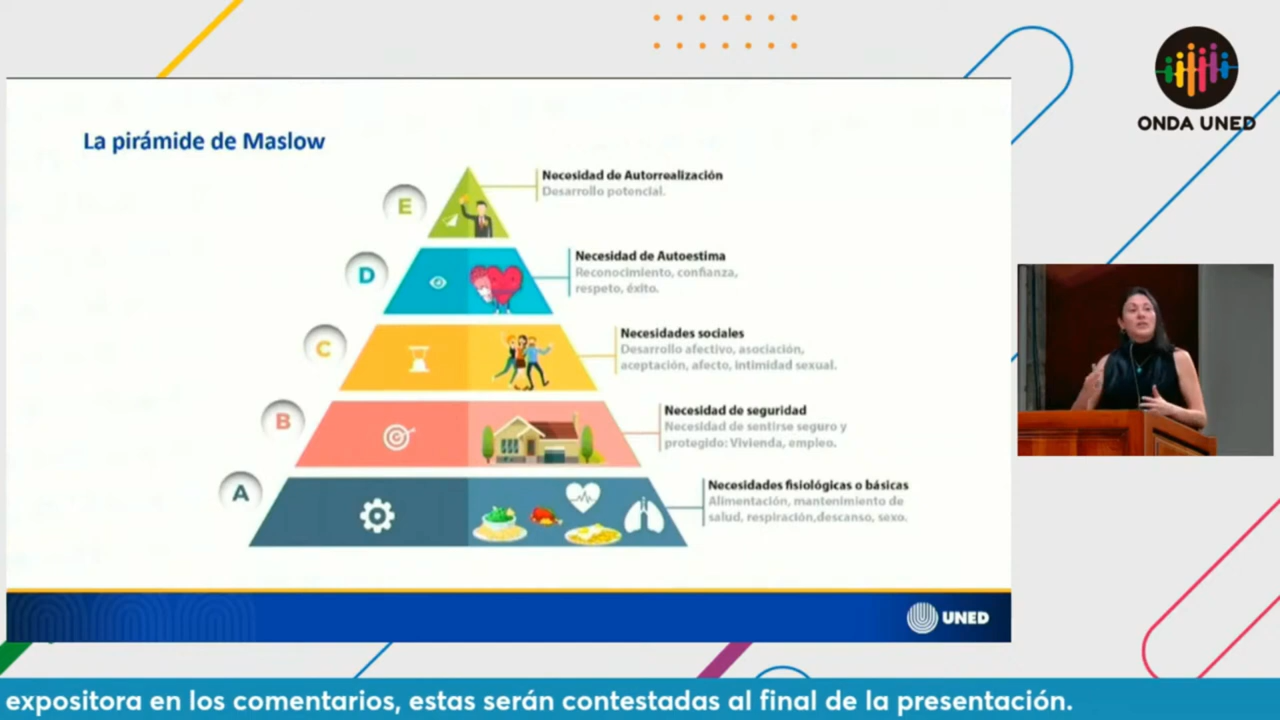 ONDA UNED
La pirámide de Maslow
E
Necesidad de Autorrealización
Desarrollo potencial.
D
Necesidad de Autoestima
Reconocimiento, confianza,
respeto, éxito.
C
Necesidades sociales
Desarrollo afectivo, asociación,
aceptación, afecto, intimidad sexual.
B
Necesidad de seguridad
Necesidad de sentirse seguro y
protegido: Vivienda, empleo.
A
Necesidades fisiológicas o básicas
Alimentación, mantenimiento de
salud, respiración,descanso, sexo.
UNED
expositora en los comentarios, estas serán contestadas al final de la presentación.